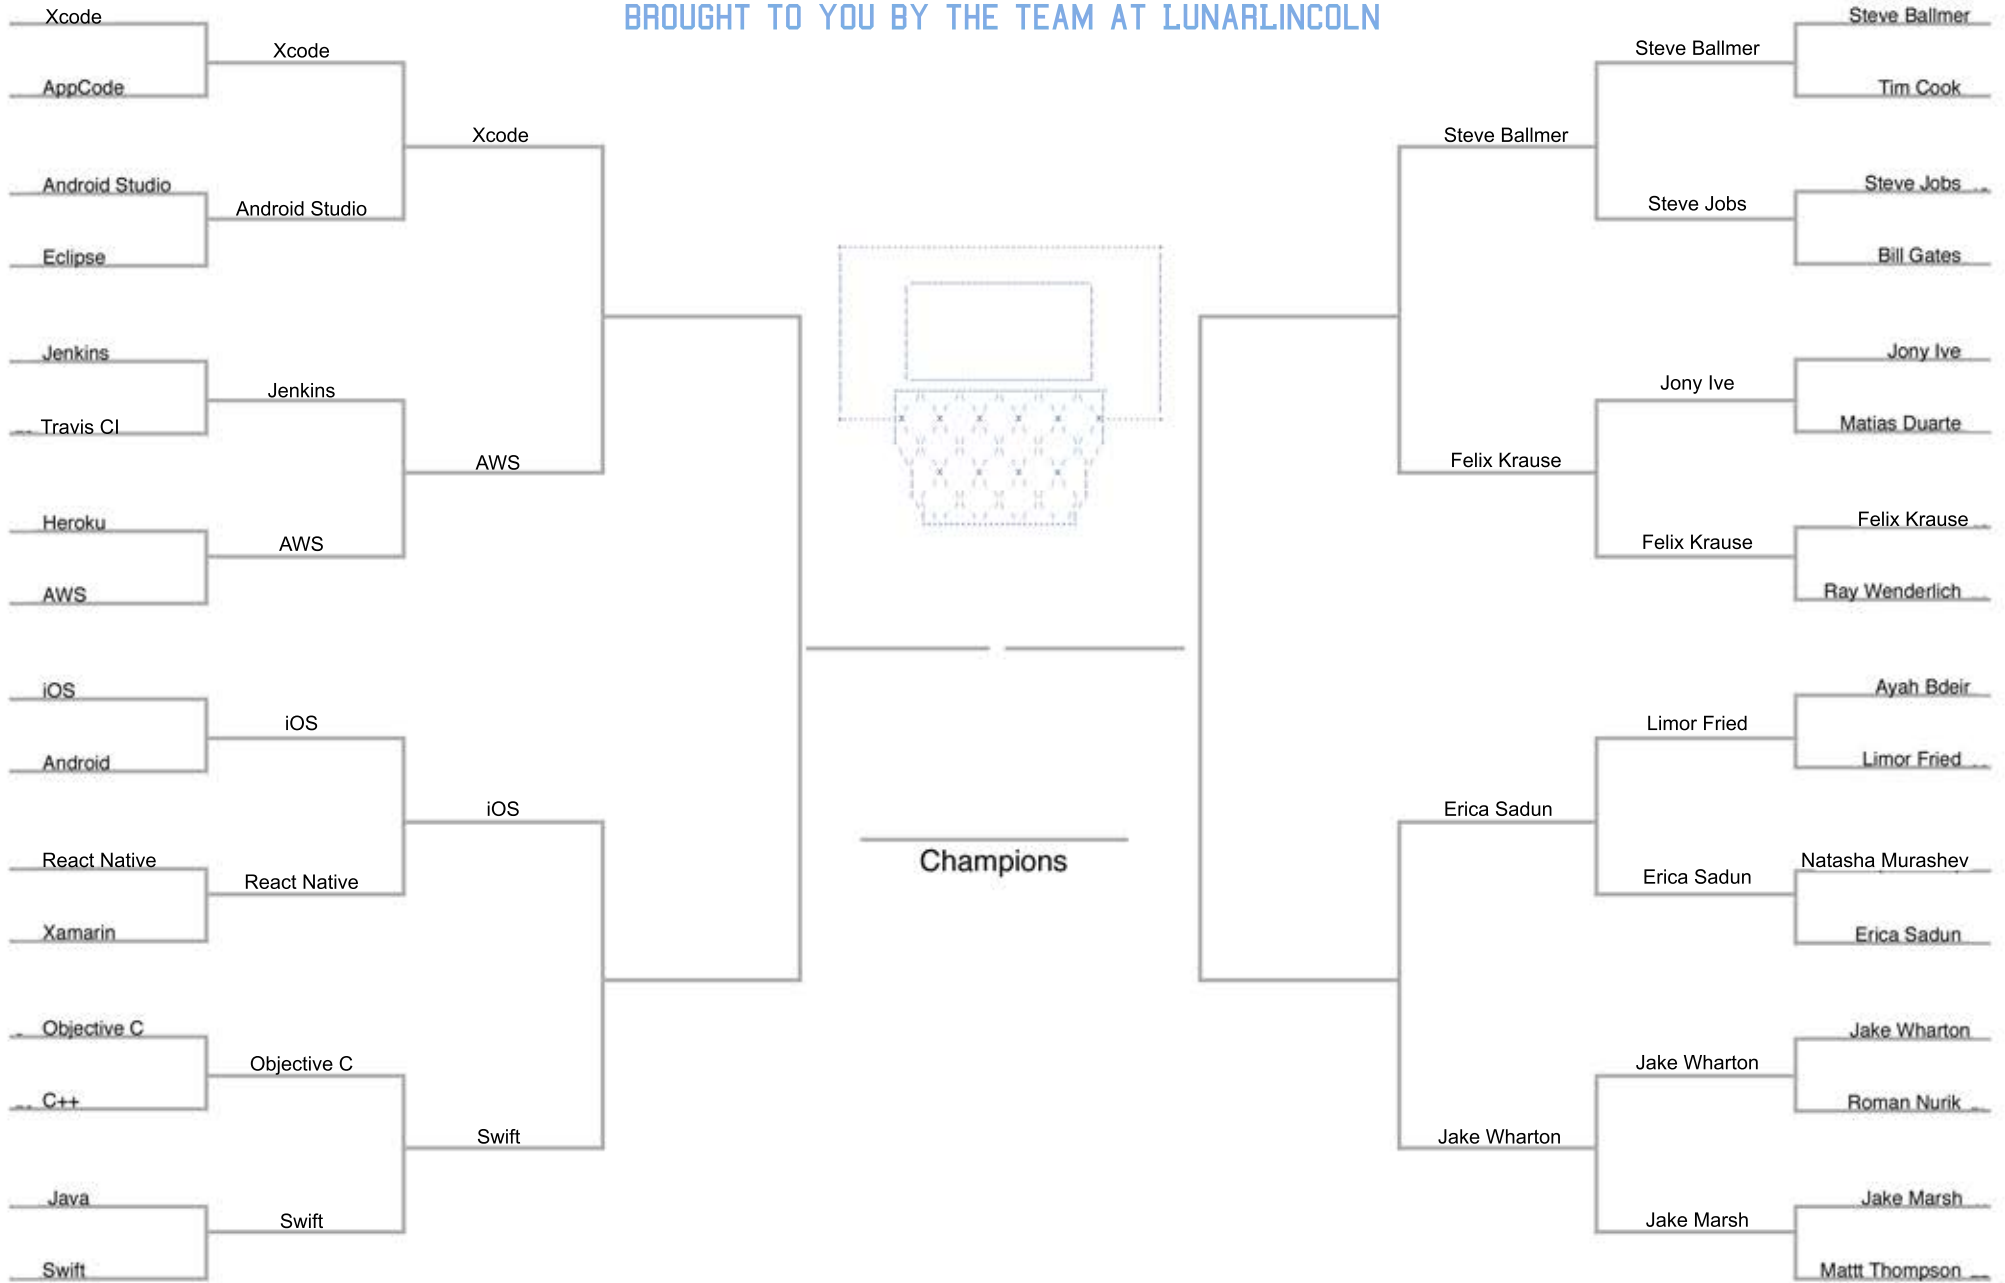 BROUGHT TO YOU BY THE TEAM AT LUNARLINCOLN
Xcode
AppCode
Android Studio
Eclipse
Jenkins
Travis CI
Heroku
AWS
iOS
Android
React Native
Xamarin
Objective C
C++
Java
Swift
Xcode
Android Studio
Jenkins
AWS
iOS
React Native
Objective C
Swift
Xcode
AWS
iOS
Swift
Champions
Steve Ballmer
Felix Krause
Erica Sadun
Jake Wharton
Steve Ballmer
Steve Jobs
Jony Ive
Felix Krause
Limor Fried
Erica Sadun
Jake Wharton
Jake Marsh
Steve Ballmer
Tim Cook
Steve Jobs
Bill Gates
Jony Ive
Matias Duarte
Felix Krause
Ray Wenderlich
Ayah Bdeir
Limor Fried
Natasha Murashev
Erica Sadun
Jake Wharton
Roman Nurik
Jake Marsh
Mattt Thompson